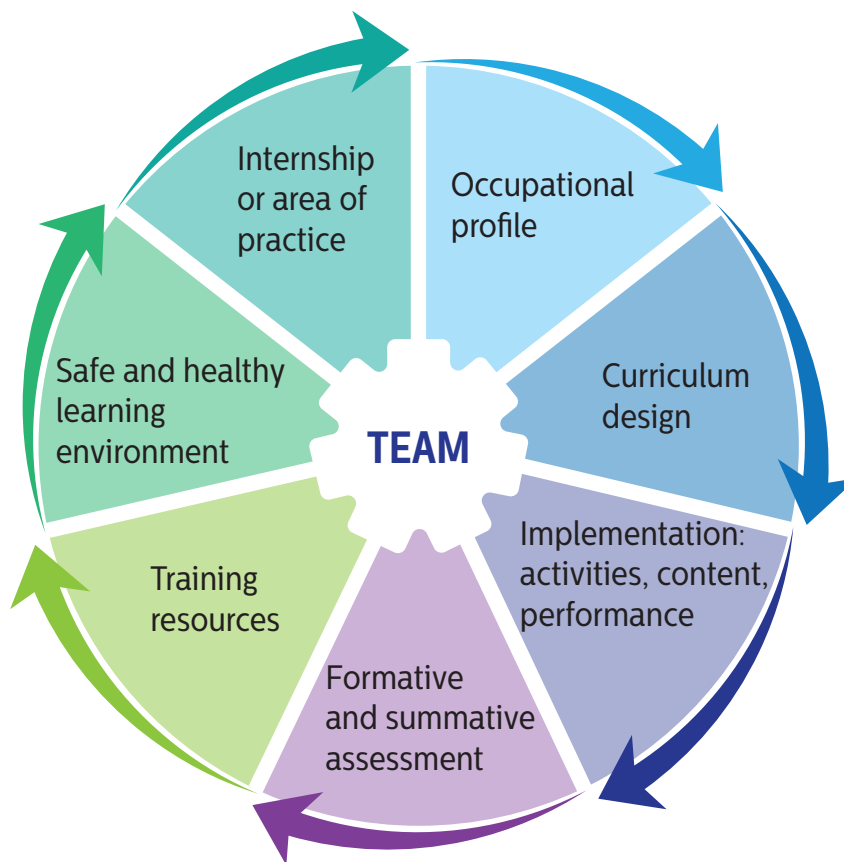 Internship
or area of
practice
Occupational
profile
Curriculum
design
Implementation:
activities, content,
performance
Formative
and summative
assessment
Training
resources
Safe and healthy
learning
environment
TEAM